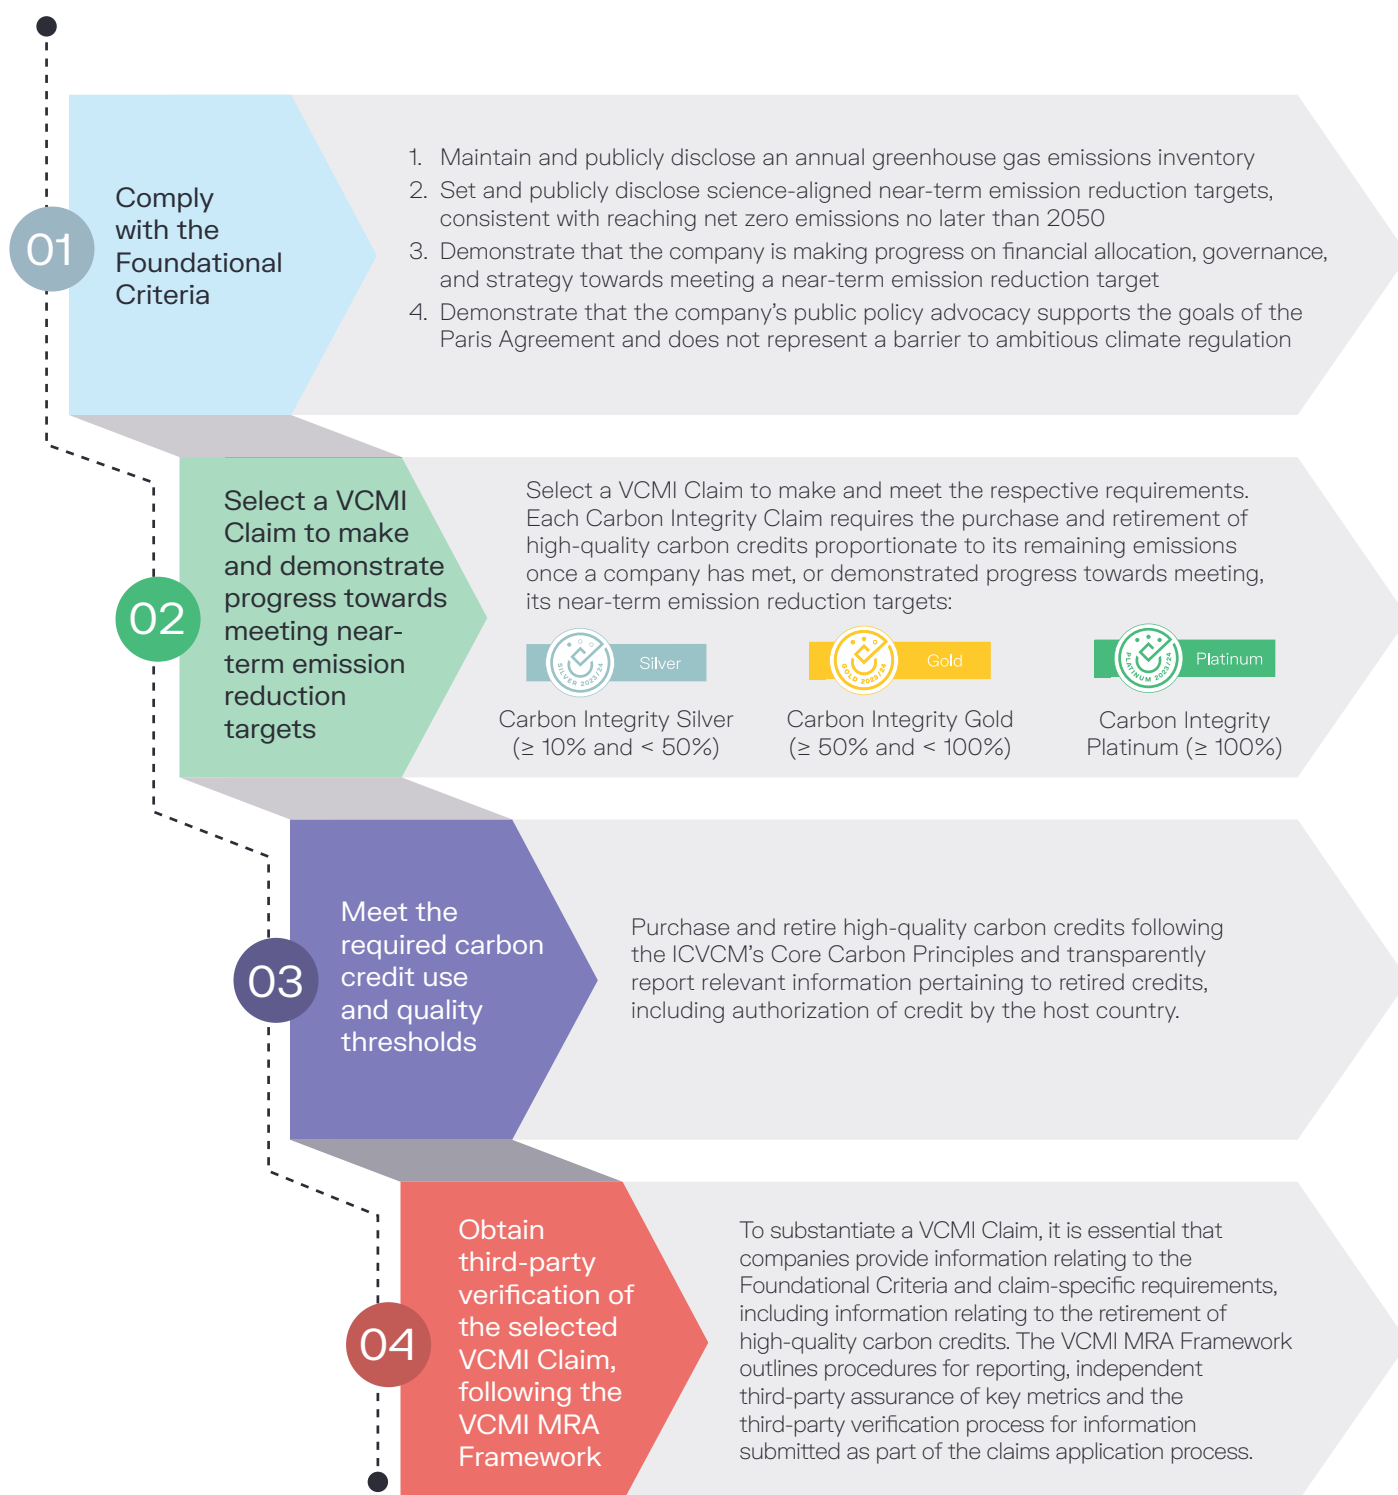 01
Comply
with the
Foundational
Criteria
1. Maintain and publicly disclose an annual greenhouse gas emissions inventory
2. Set and publicly disclose science-aligned near-term emission reduction targets,
consistent with reaching net zero emissions no later than 2050
3. Demonstrate that the company is making progress on financial allocation, governance,
and strategy towards meeting a near-term emission reduction target
4. Demonstrate that the company’s public policy advocacy supports the goals of the
Paris Agreement and does not represent a barrier to ambitious climate regulation
02
Select a VCMI
Claim to make
and demonstrate
progress towards
meeting near-
term emission
reduction
targets
Select a VCMI Claim to make and meet the respective requirements.
Each Carbon Integrity Claim requires the purchase and retirement of
high-quality carbon credits proportionate to its remaining emissions
once a company has met, or demonstrated progress towards meeting,
its near-term emission reduction targets:
SILVER 2023/24
Silver
GOLD 2023/24
Gold
PLATINUM 2023/24
Platinum
Carbon Integrity Silver
(≥ 10% and < 50%)
Carbon Integrity Gold
(≥ 50% and < 100%)
Carbon Integrity
Platinum (≥ 100%)
03
Meet the
required carbon
credit use
and quality
thresholds
Purchase and retire high-quality carbon credits following
the ICVCM’s Core Carbon Principles and transparently
report relevant information pertaining to retired credits,
including authorization of credit by the host country.
04
Obtain
third-party
verification of
the selected
VCMI Claim,
following the
VCMI MRA
Framework
To substantiate a VCMI Claim, it is essential that
companies provide information relating to the
Foundational Criteria and claim-specific requirements,
including information relating to the retirement of
high-quality carbon credits. The VCMI MRA Framework
outlines procedures for reporting, independent
third-party assurance of key metrics and the
third-party verification process for information
submitted as part of the claims application process.